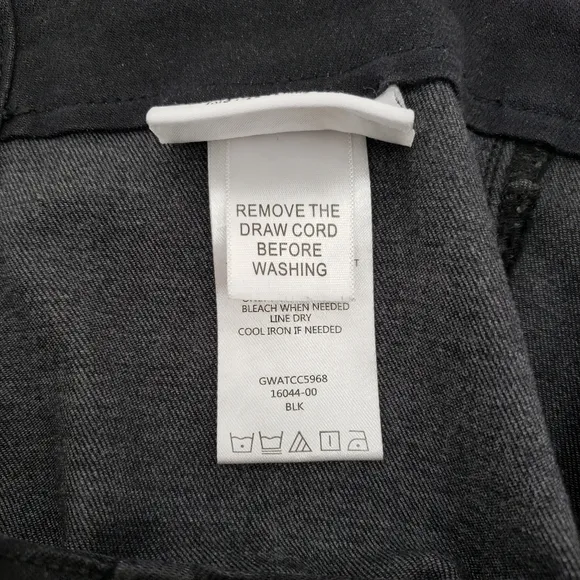 REMOVE THE
DRAW CORD
BEFORE
WASHING
T
BLEACH WHEN NEEDED
LINE DRY
COOL IRON IF NEEDED
GWATCC5968
16044-00
BLK